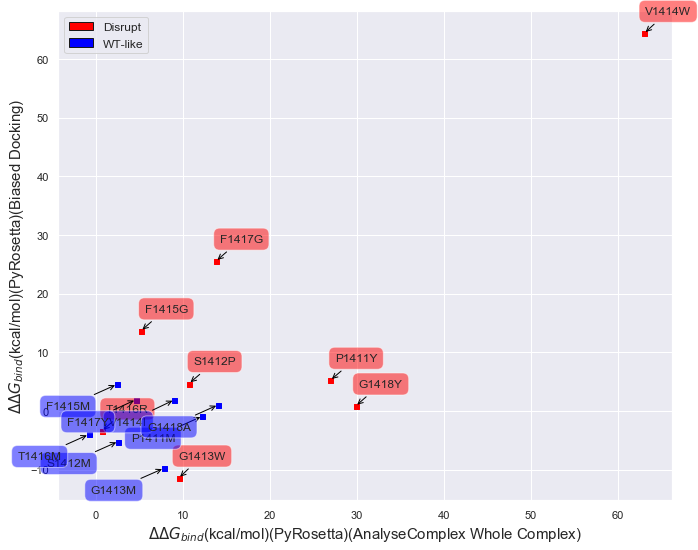 Disrupt
WT-like
V1414W
F1417G
F1415G
S1412P
P1411Y
G1418Y
F1415M
T1416R
F1417Y
V1414I
G1418A
P1411M
T1416M
S1412M
G1413W
G1413M
60
50
40
30
20
10
0
−10
0 10 20 30 40 50 60
ΔΔG_bind(kcal/mol)(PyRosetta)(Biased Docking)
ΔΔG_bind(kcal/mol)(PyRosetta)(AnalyseComplex Whole Complex)